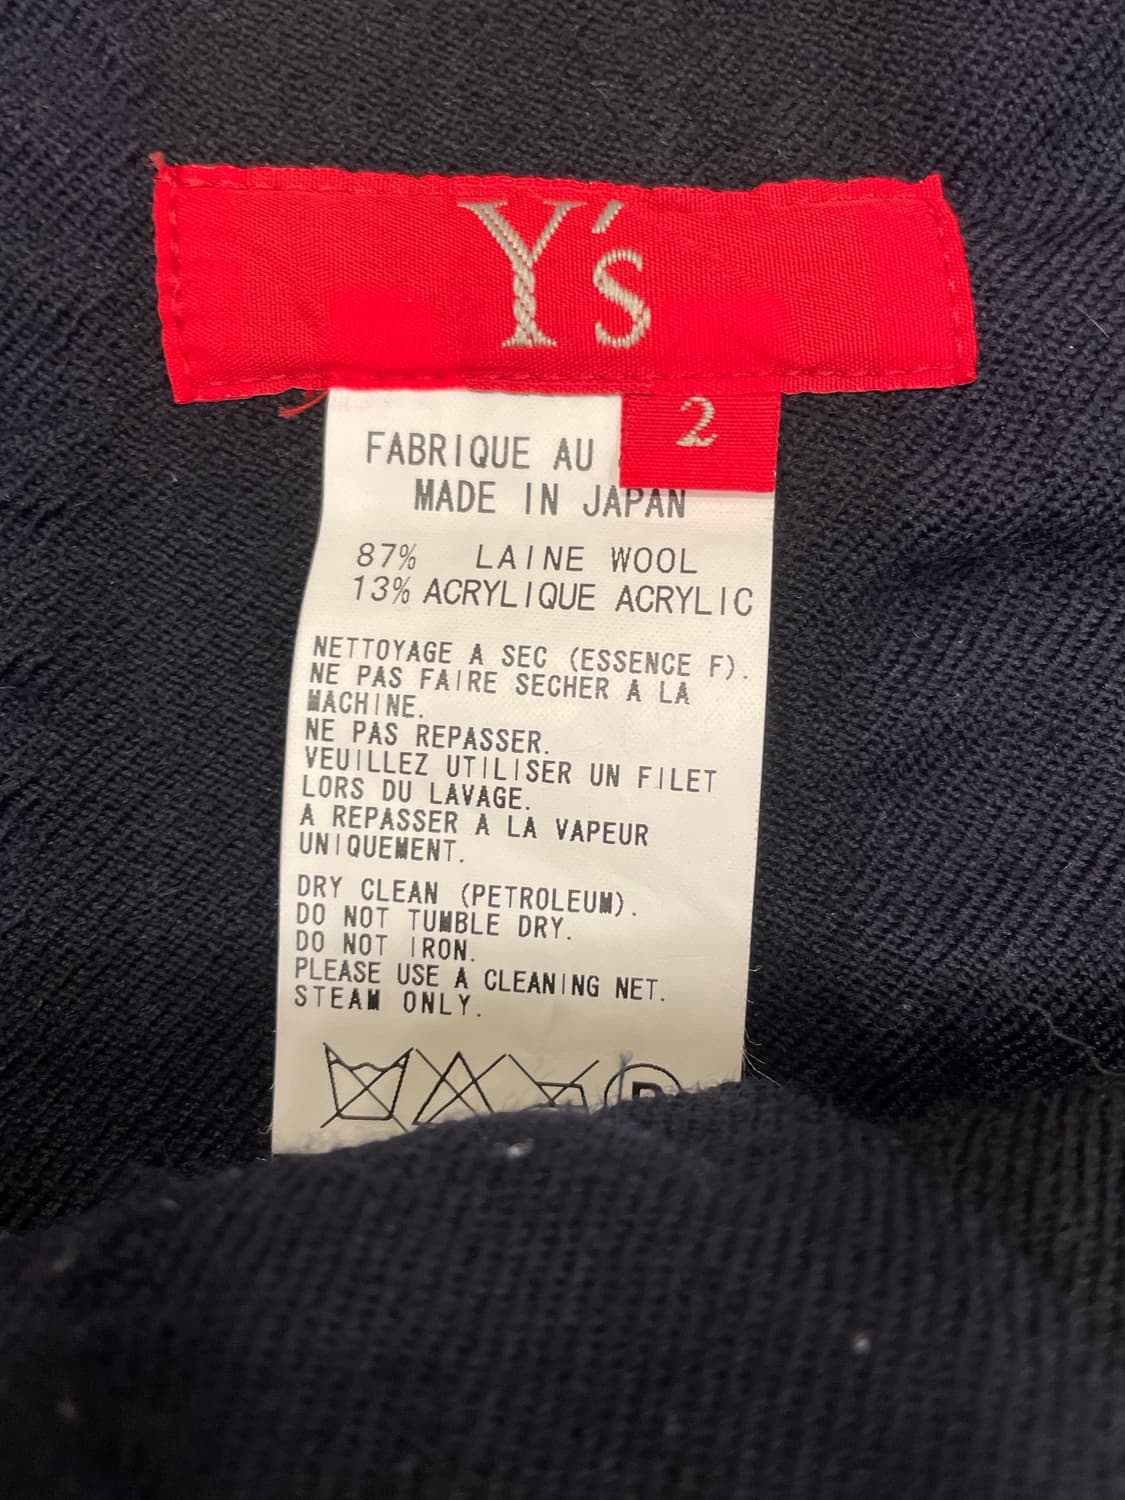 Y's
2
FABRIQUE AU
MADE IN JAPAN
87% LAINE WOOL
13% ACRYLIQUE ACRYLIC
NETTOYAGE A SEC (ESSENCE F).
NE PAS FAIRE SECHER A LA
MACHINE.
NE PAS REPASSER.
VEUILLEZ UTILISER UN FILET
LORS DU LAVAGE.
A REPASSER A LA VAPEUR
UNIQUEMENT.
DRY CLEAN (PETROLEUM).
DO NOT TUMBLE DRY.
DO NOT IRON.
PLEASE USE A CLEANING NET.
STEAM ONLY.